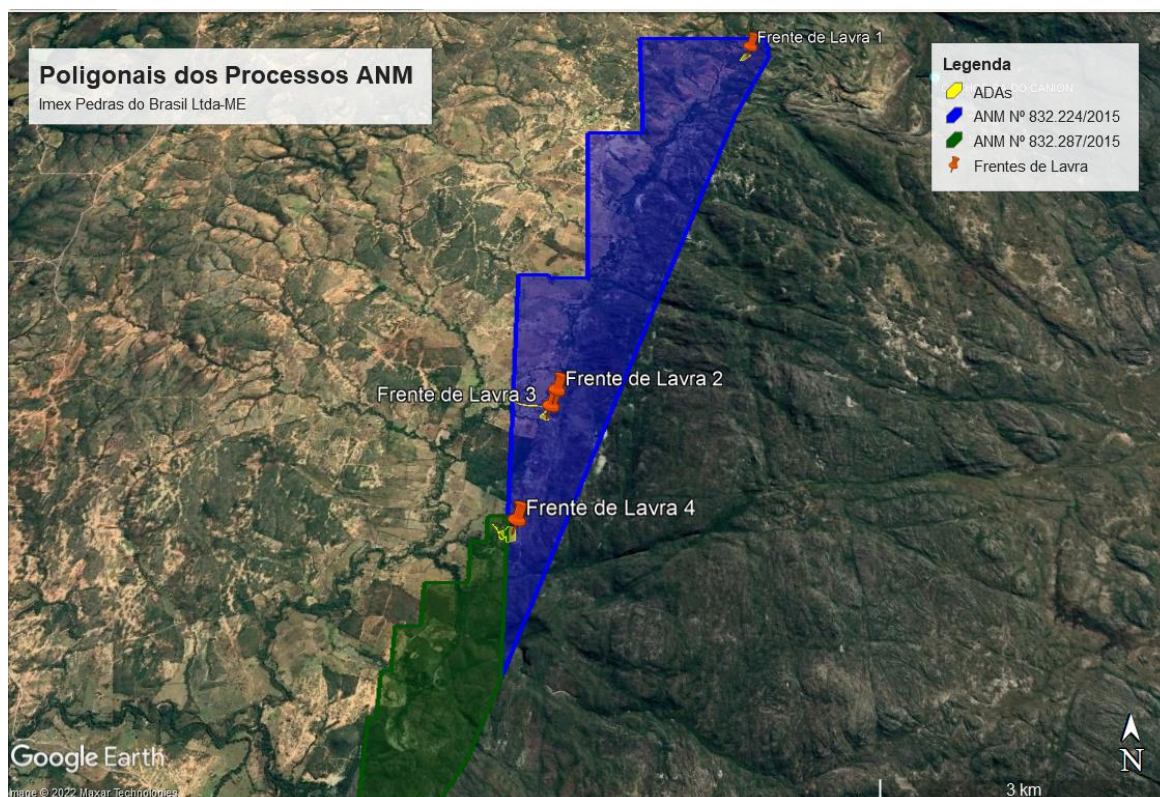 Poligonais dos Processos ANM
Imex Pedras do Brasil Ltda-ME
Frente de Lavra 1
Legenda
DO CANION
ADAs
ANM Nº 832.224/2015
ANM Nº 832.287/2015
Frentes de Lavra
Frente de Lavra 2
Frente de Lavra 3
Frente de Lavra 4
Google Earth
Image © 2022 Maxar Technologies
N
3 km